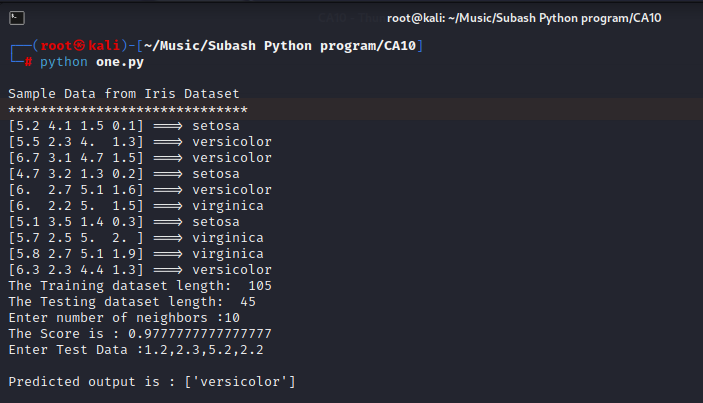 root@kali: ~/Music/Subash Python program/CA10
┌──(root㉿kali)-[~/Music/Subash Python program/CA10]
└─# python one.py
Sample Data from Iris Dataset
******************************
[5.2 4.1 1.5 0.1] ===> setosa
[5.5 2.3 4.  1.3] ===> versicolor
[6.7 3.1 4.7 1.5] ===> versicolor
[4.7 3.2 1.3 0.2] ===> setosa
[6.  2.7 5.1 1.6] ===> versicolor
[6.  2.2 5.  1.5] ===> virginica
[5.1 3.5 1.4 0.3] ===> setosa
[5.7 2.5 5.  2. ] ===> virginica
[5.8 2.7 5.1 1.9] ===> virginica
[6.3 2.3 4.4 1.3] ===> versicolor
The Training dataset length:  105
The Testing dataset length:  45
Enter number of neighbors :10
The Score is : 0.9777777777777777
Enter Test Data :1.2,2.3,5.2,2.2
Predicted output is : ['versicolor']